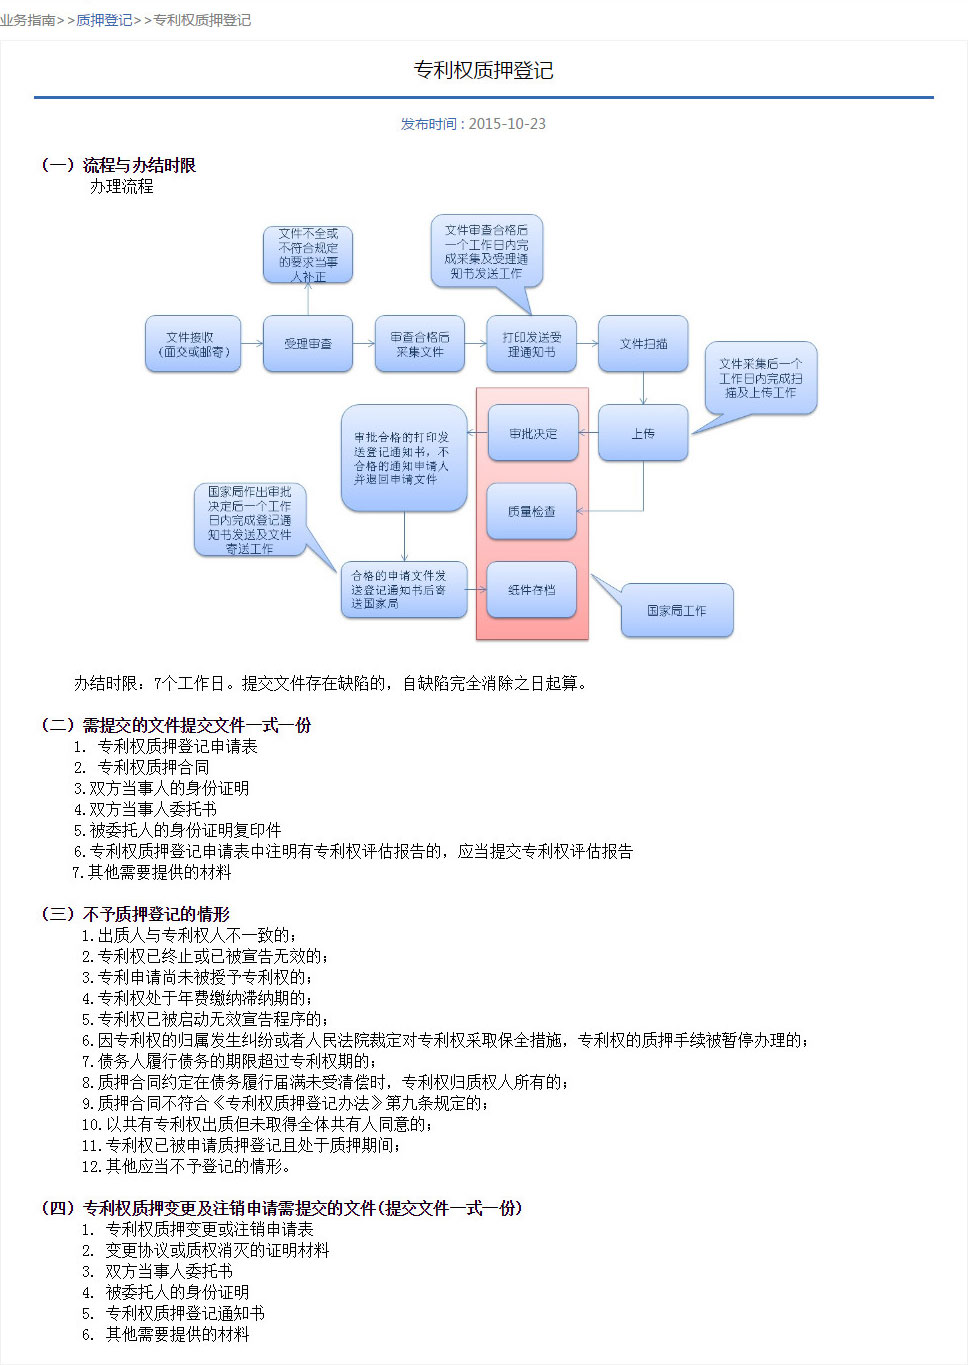 业务指南>>质押登记>>专利权质押登记
专利权质押登记
发布时间：2015-10-23
（一）流程与办结时限
办理流程
文件不全或
不符合规定
的要求当事
人补正
文件审查合格后
一个工作日内完
成采集及受理通
知书发送工作
文件接收
（面交或邮寄）
受理审查
审查合格后
采集文件
打印发送受
理通知书
文件扫描
文件采集后一个
工作日内完成扫
描及上传工作
审批合格的打印发
送登记通知书，不
合格的通知申请人
并退回申请文件
审批决定
上传
国家局作出审批
决定后一个工作
日内完成登记通
知书发送及文件
寄送工作
质量检查
合格的申请文件发
送登记通知书后寄
送国家局
纸件存档
国家局工作
办结时限：7个工作日。提交文件存在缺陷的，自缺陷完全消除之日起算。
（二）需提交的文件提交文件一式一份
1. 专利权质押登记申请表
2. 专利权质押合同
3.双方当事人的身份证明
4.双方当事人委托书
5.被委托人的身份证明复印件
6.专利权质押登记申请表中注明有专利权评估报告的，应当提交专利权评估报告
7.其他需要提供的材料
（三）不予质押登记的情形
1.出质人与专利权人不一致的；
2.专利权已终止或已被宣告无效的；
3.专利申请尚未被授予专利权的；
4.专利权处于年费缴纳滞纳期的；
5.专利权已被启动无效宣告程序的；
6.因专利权的归属发生纠纷或者人民法院裁定对专利权采取保全措施，专利权的质押手续被暂停办理的；
7.债务人履行债务的期限超过专利权期的；
8.质押合同约定在债务履行届满未受清偿时，专利权归质权人所有的；
9.质押合同不符合《专利权质押登记办法》第九条规定的；
10.以共有专利权出质但未取得全体共有人同意的；
11.专利权已被申请质押登记且处于质押期间；
12.其他应当不予登记的情形。
（四）专利权质押变更及注销申请需提交的文件(提交文件一式一份)
1. 专利权质押变更或注销申请表
2. 变更协议或质权消灭的证明材料
3. 双方当事人委托书
4. 被委托人的身份证明
5. 专利权质押登记通知书
6. 其他需要提供的材料